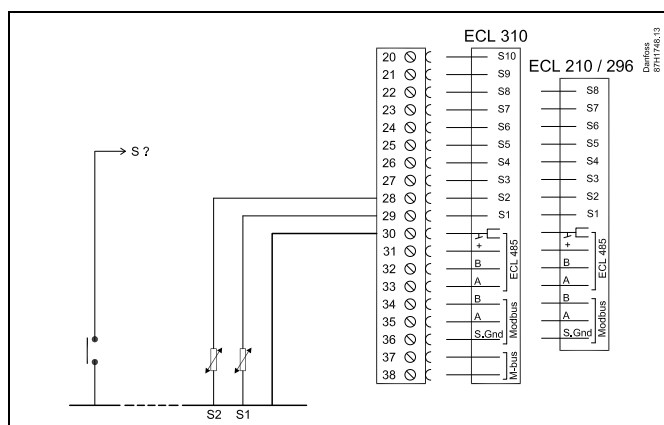 ECL 310
ECL 210 / 296
Danfoss
87H1748.13
S ?
20 S10
21 S9 S8
22 S8 S7
23 S7 S6
24 S6 S5
25 S5 S4
26 S4 S3
27 S3 S2
28 S2 S1
29 S1
30
31 +
32 B
33 A
34 B
35 A
36 S.Gnd
37
38
ECL 485
Modbus
M-bus
+
B
A
B
A
S.Gnd
ECL 485
Modbus
S2 S1